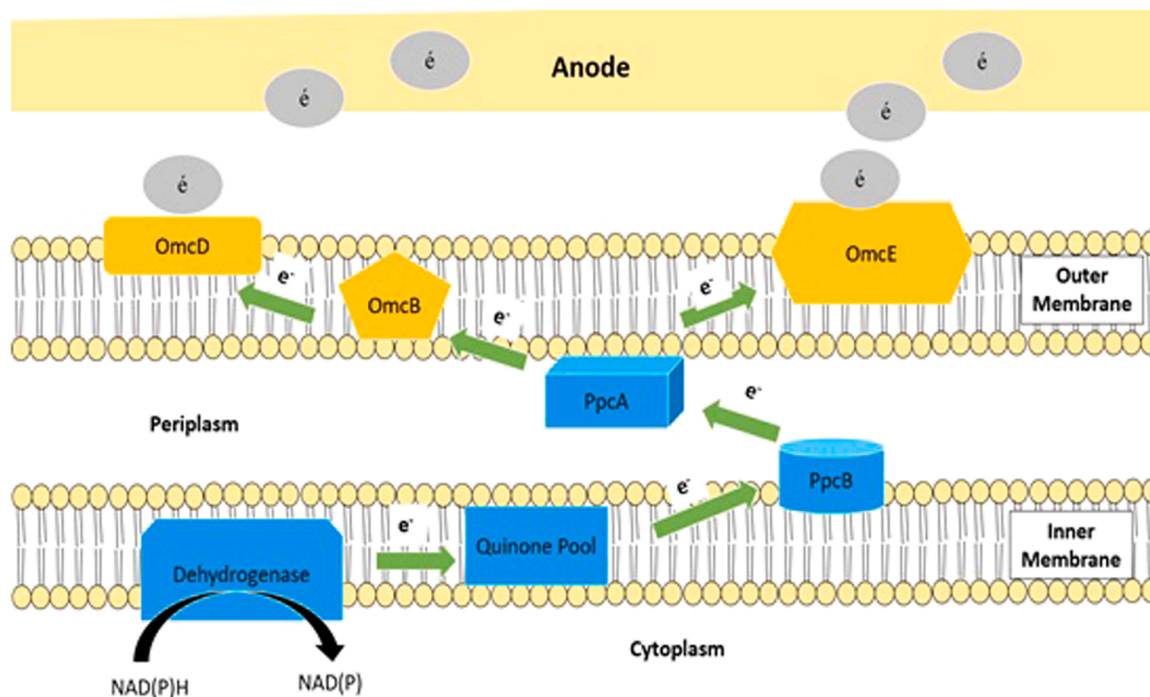 é
é
Anode
é
é
é
é
OmcD
e-
OmcB
e-
e-
OmcE
Outer
Membrane
PpcA
e-
Periplasm
PpcB
e-
e-
Quinone Pool
Dehydrogenase
Inner
Membrane
Cytoplasm
NAD(P)H
NAD(P)